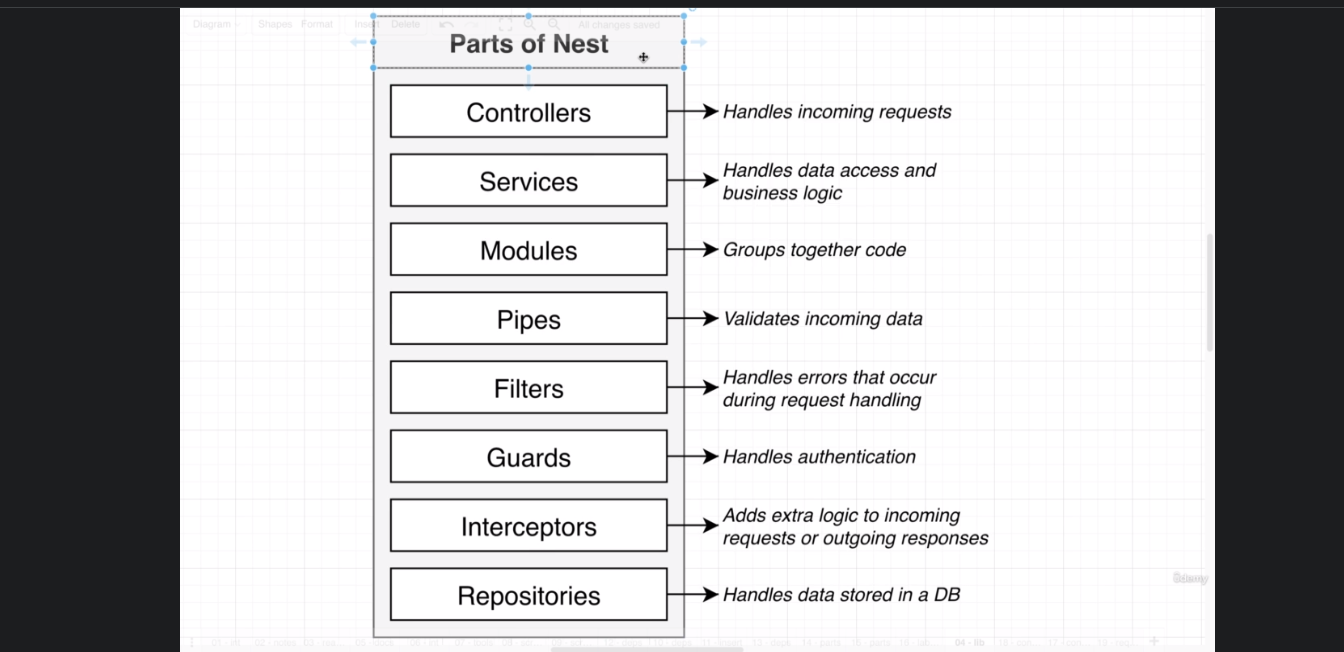 Diagram Shapes Format Insert Delete All changes saved
Parts of Nest
Controllers
Handles incoming requests
Services
Handles data access and
business logic
Modules
Groups together code
Pipes
Validates incoming data
Filters
Handles errors that occur
during request handling
Guards
Handles authentication
Interceptors
Adds extra logic to incoming
requests or outgoing responses
Repositories
Handles data stored in a DB
ûdemy